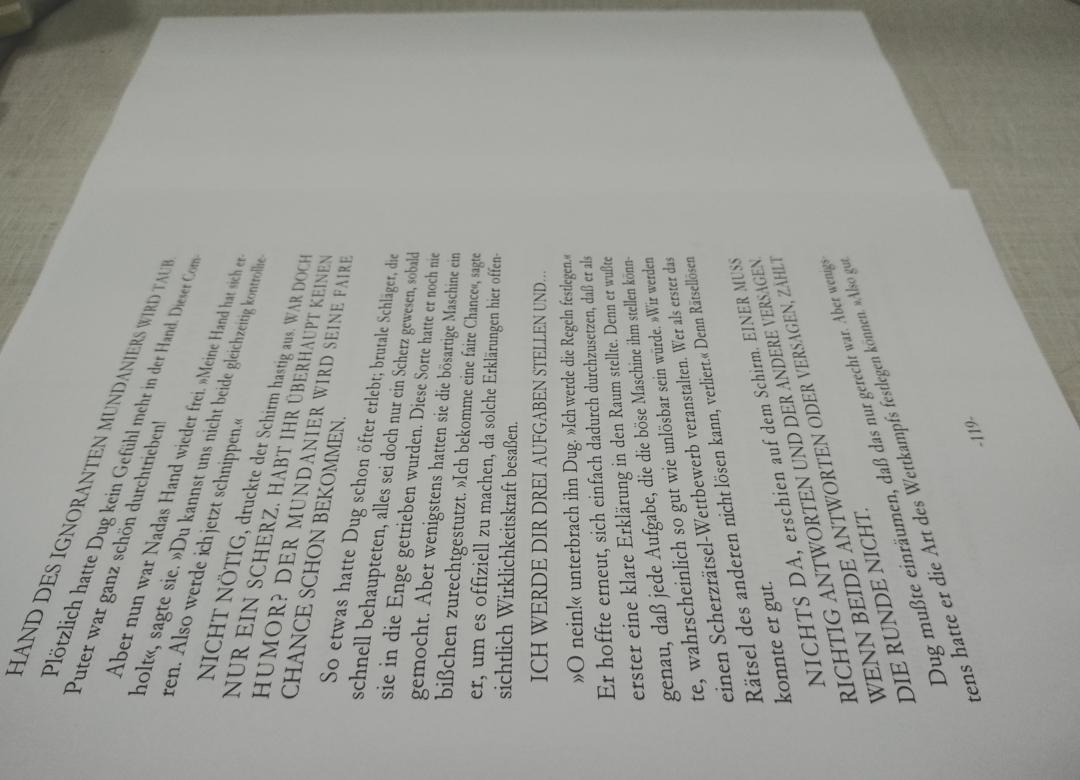 HAND DES IGNORANTEN MUNDANIERS WIRD TAUB.
Plötzlich hatte Dug kein Gefühl mehr in der Hand. Dieser Com-
Puter war ganz schön durchtrieben!
Aber nun war Nadas Hand wieder frei. »Meine Hand hat sich er-
holt«, sagte sie. »Du kannst uns nicht beide gleichzeitig kontrollie-
ren. Also werde ich jetzt schnippen.«
NICHT NÖTIG, druckte der Schirm hastig aus. WAR DOCH
NUR EIN SCHERZ. HABT IHR ÜBERHAUPT KEINEN
HUMOR? DER MUNDANIER WIRD SEINE FAIRE
CHANCE SCHON BEKOMMEN.
So etwas hatte Dug schon öfter erlebt; brutale Schläger, die
schnell behaupteten, alles sei doch nur ein Scherz gewesen, sobald
sie in die Enge getrieben wurden. Diese Sorte hatte er noch nie
gemocht. Aber wenigstens hatten sie die bösartige Maschine ein
bißchen zurechtgestutzt. »Ich bekomme eine faire Chance«, sagte
er, um es offiziell zu machen, da solche Erklärungen hier offen-
sichtlich Wirklichkeitskraft besaßen.
ICH WERDE DIR DREI AUFGABEN STELLEN UND...
»O nein!« unterbrach ihn Dug. »Ich werde die Regeln festlegen.«
Er hoffte erneut, sich einfach dadurch durchzusetzen, daß er als
erster eine klare Erklärung in den Raum stellte. Denn er wußte
genau, daß jede Aufgabe, die die böse Maschine ihm stellen könn-
te, wahrscheinlich so gut wie unlösbar sein würde. »Wir werden
einen Scherzrätsel-Wettbewerb veranstalten. Wer als erster das
Rätsel des anderen nicht lösen kann, verliert.« Denn Rätsellösen
konnte er gut.
NICHTS DA, erschien auf dem Schirm. EINER MUSS
RICHTIG ANTWORTEN UND DER ANDERE VERSAGEN.
WENN BEIDE ANTWORTEN ODER VERSAGEN, ZÄHLT
DIE RUNDE NICHT.
Dug mußte einräumen, daß das nur gerecht war. Aber wenigs-
tens hatte er die Art des Wettkampfs festlegen können. »Also gut
-119-